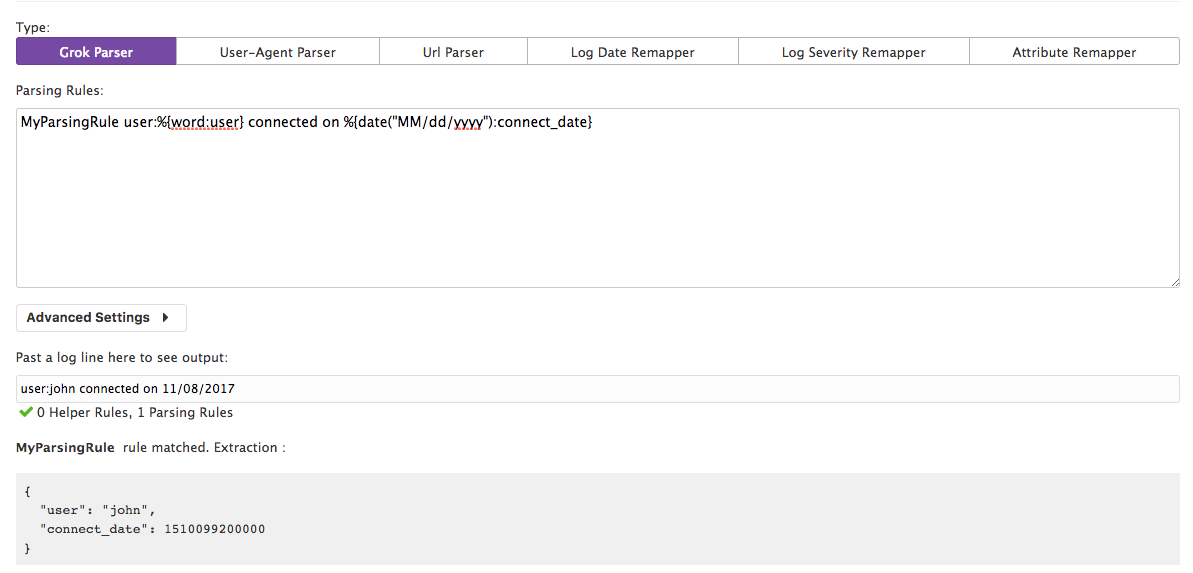 Type:
Grok Parser User-Agent Parser Url Parser Log Date Remapper Log Severity Remapper Attribute Remapper
Parsing Rules:
MyParsingRule user:%{word:user} connected on %{date("MM/dd/yyyy"):connect_date}
Advanced Settings
Past a log line here to see output:
user:john connected on 11/08/2017
0 Helper Rules, 1 Parsing Rules
MyParsingRule rule matched. Extraction :
{
"user": "john",
"connect_date": 1510099200000
}